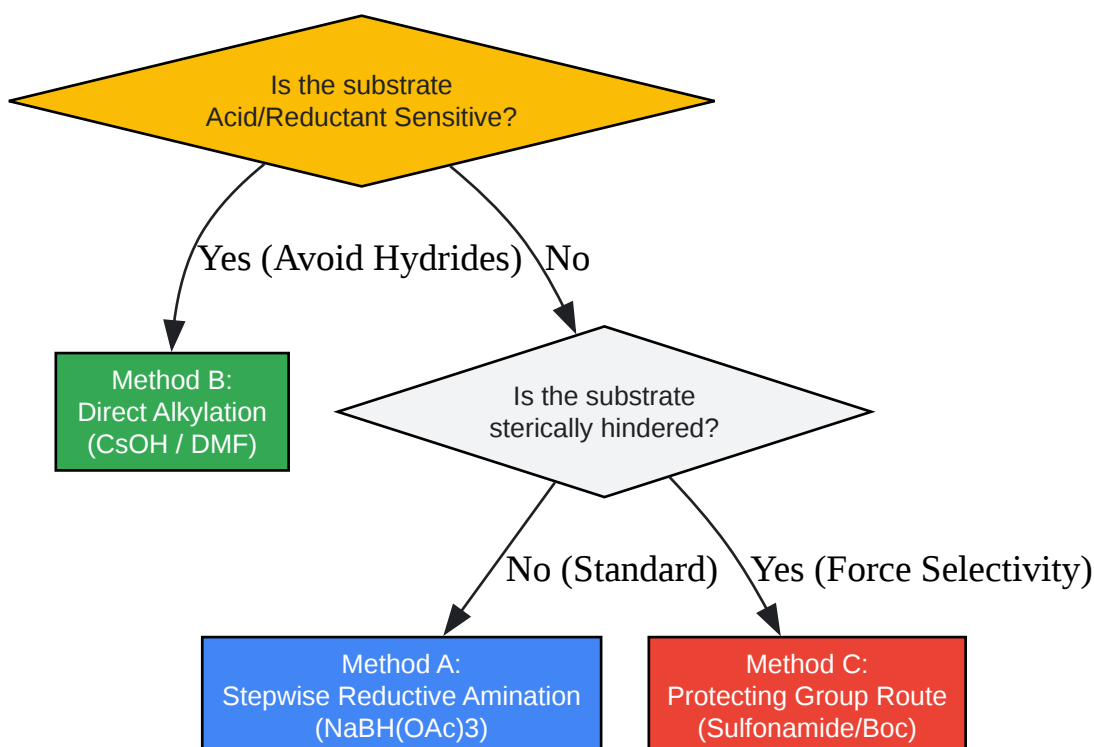 Is the substrate
Acid/Reductant Sensitive?
Yes (Avoid Hydrides)
No
Method B:
Direct Alkylation
(CsOH / DMF)
Is the substrate
sterically hindered?
No (Standard)
Yes (Force Selectivity)
Method A:
Stepwise Reductive Amination
(NaBH(OAc)3)
Method C:
Protecting Group Route
(Sulfonamide/Boc)